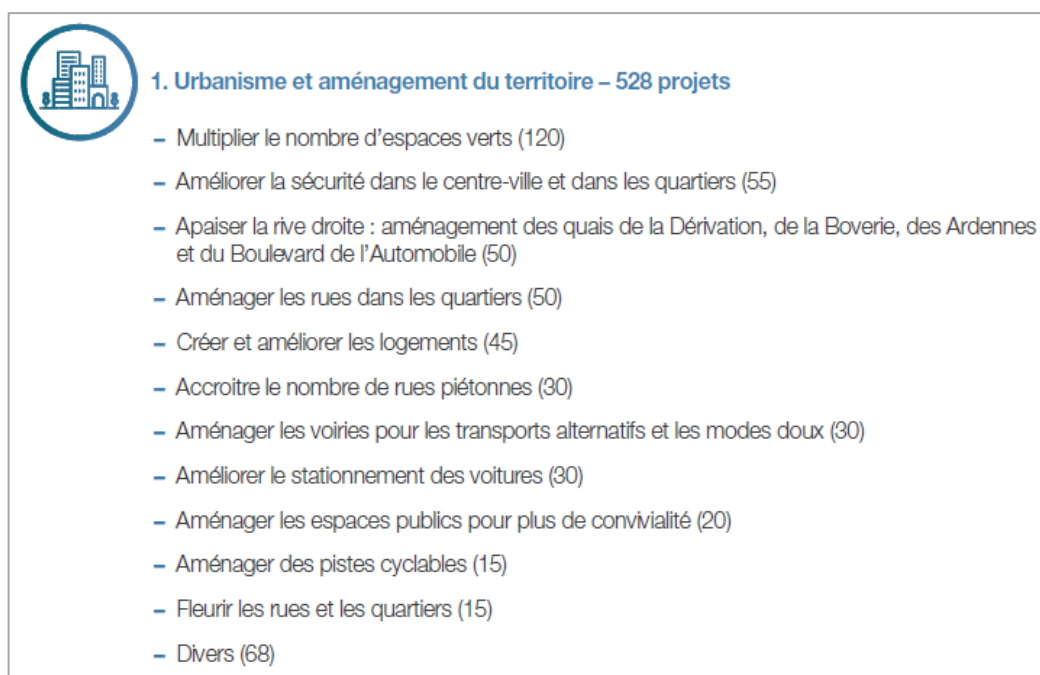 1. Urbanisme et aménagement du territoire – 528 projets
– Multiplier le nombre d’espaces verts (120)
– Améliorer la sécurité dans le centre-ville et dans les quartiers (55)
– Apaiser la rive droite : aménagement des quais de la Dérivation, de la Boverie, des Ardennes
et du Boulevard de l’Automobile (50)
– Aménager les rues dans les quartiers (50)
– Créer et améliorer les logements (45)
– Accroitre le nombre de rues piétonnes (30)
– Aménager les voiries pour les transports alternatifs et les modes doux (30)
– Améliorer le stationnement des voitures (30)
– Aménager les espaces publics pour plus de convivialité (20)
– Aménager des pistes cyclables (15)
– Fleurir les rues et les quartiers (15)
– Divers (68)